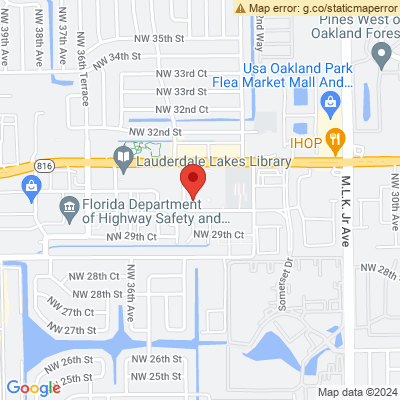 Map error: g.co/staticmaperror
NW 39th Ave
NW 38th Ave
NW 37th Ave
NW 36th Terrace
NW 35th St
NW 34th St
NW 33rd Ct
NW 33rd St
NW 32nd Ct
NW 32nd St
2nd Way
Pines West of
Oakland Fores
Usa Oakland Park
Flea Market Mall And...
IHOP
Lauderdale Lakes Library
816
Florida Department
of Highway Safety and...
NW 29th Ct
NW 29th Ct
M.L.K. Jr Ave
NW 30th Ave
NW 28th Ct
NW 28th St
NW 27th St
NW 36th Ave
Somerset Dr
NW 28th St
NW 26th St
NW 25th St
NW 26th St
NW 25th St
Google
Map data ©2024